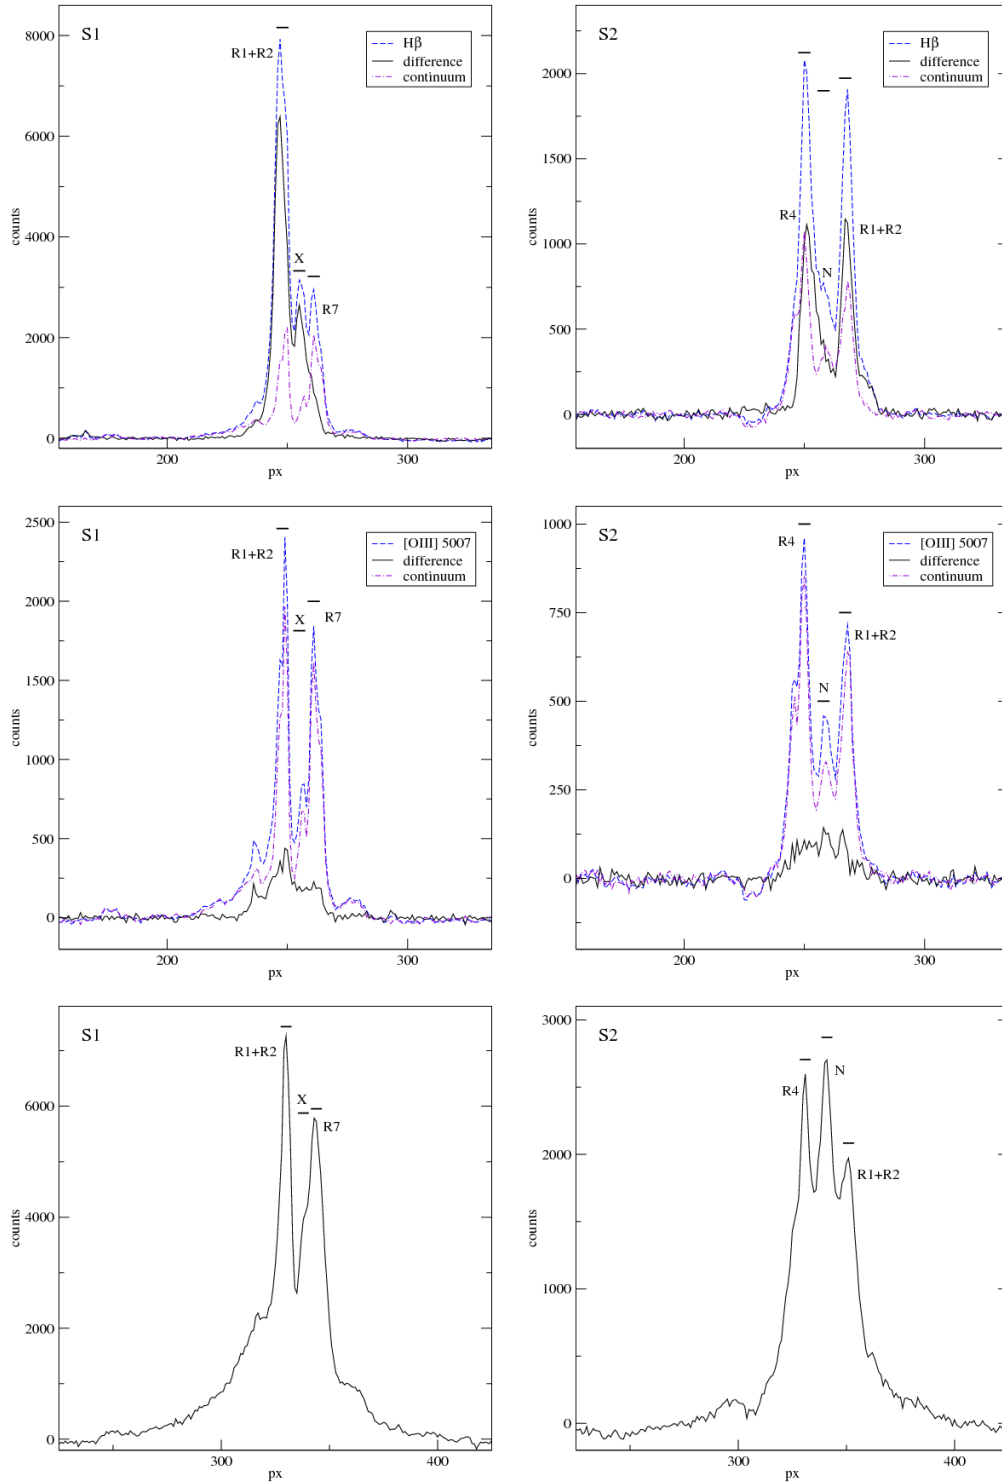 S1
R1+R2
Hβ
difference
continuum
X
R7
counts
8000
6000
4000
2000
0
200
300
px
S2
Hβ
difference
continuum
R4
N
R1+R2
counts
2000
1500
1000
500
0
200
300
px
S1
R1+R2
[OIII] 5007
difference
continuum
X
R7
counts
2500
2000
1500
1000
500
0
200
300
px
S2
R4
[OIII] 5007
difference
continuum
N
R1+R2
counts
1000
750
500
250
0
200
300
px
S1
R1+R2
X
R7
counts
6000
4000
2000
0
300
400
px
S2
R4
N
R1+R2
counts
3000
2000
1000
0
300
400
px